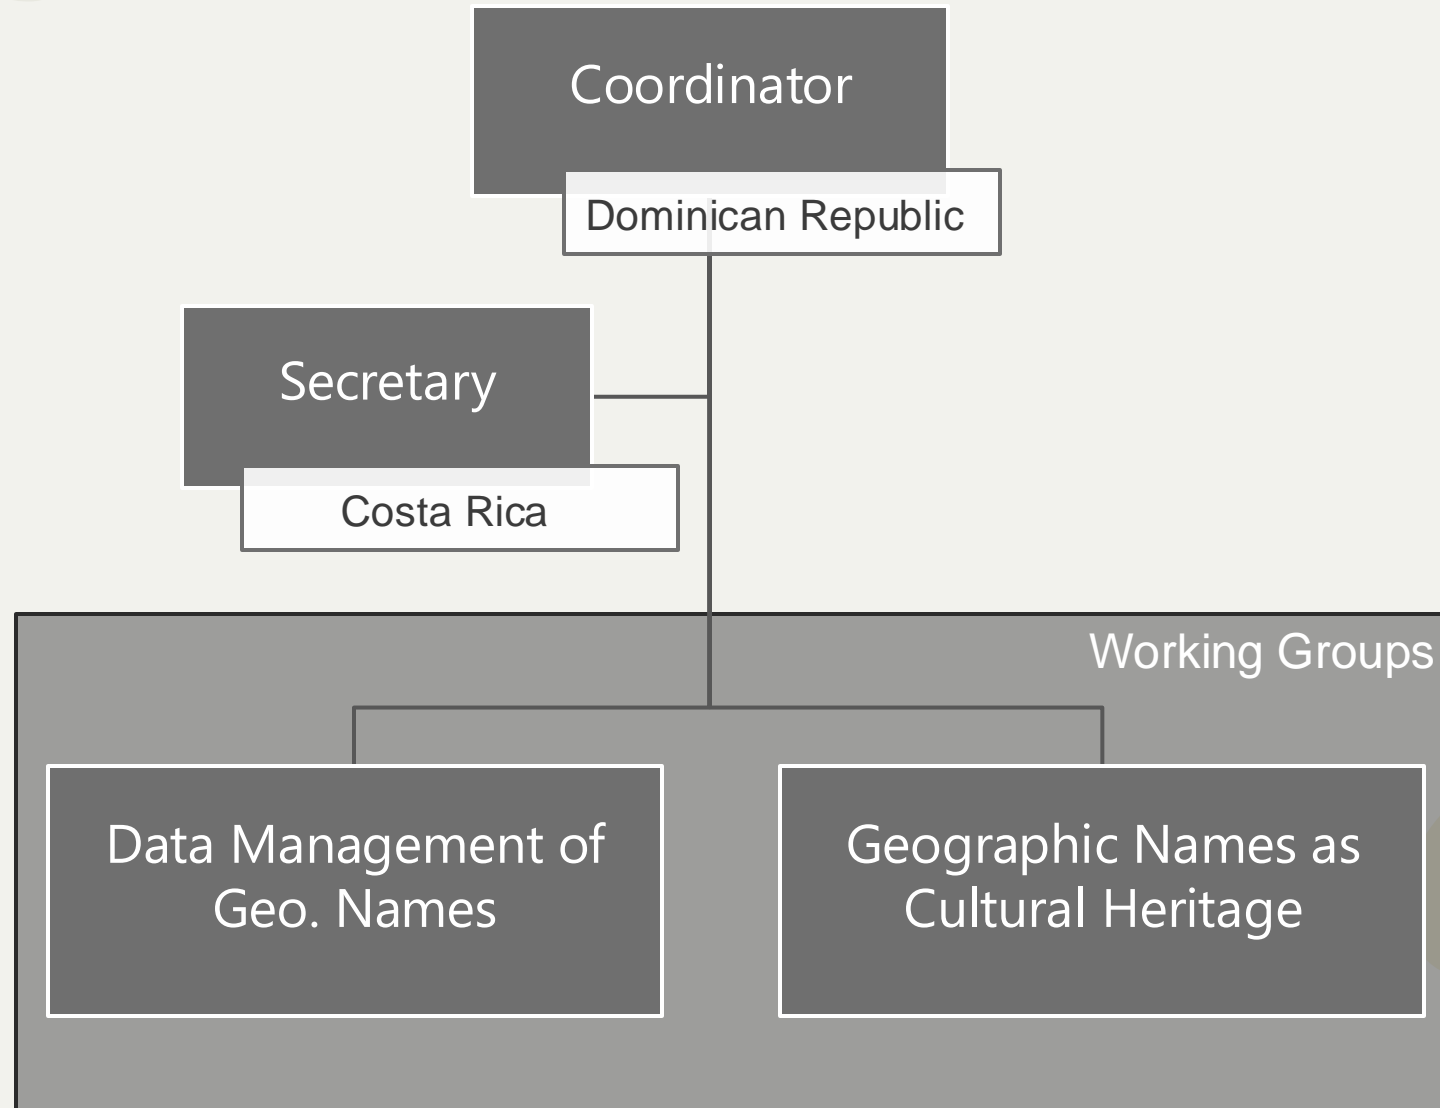 Coordinator
Dominican Republic
Secretary
Costa Rica
Working Groups
Data Management of
Geo. Names
Geographic Names as
Cultural Heritage